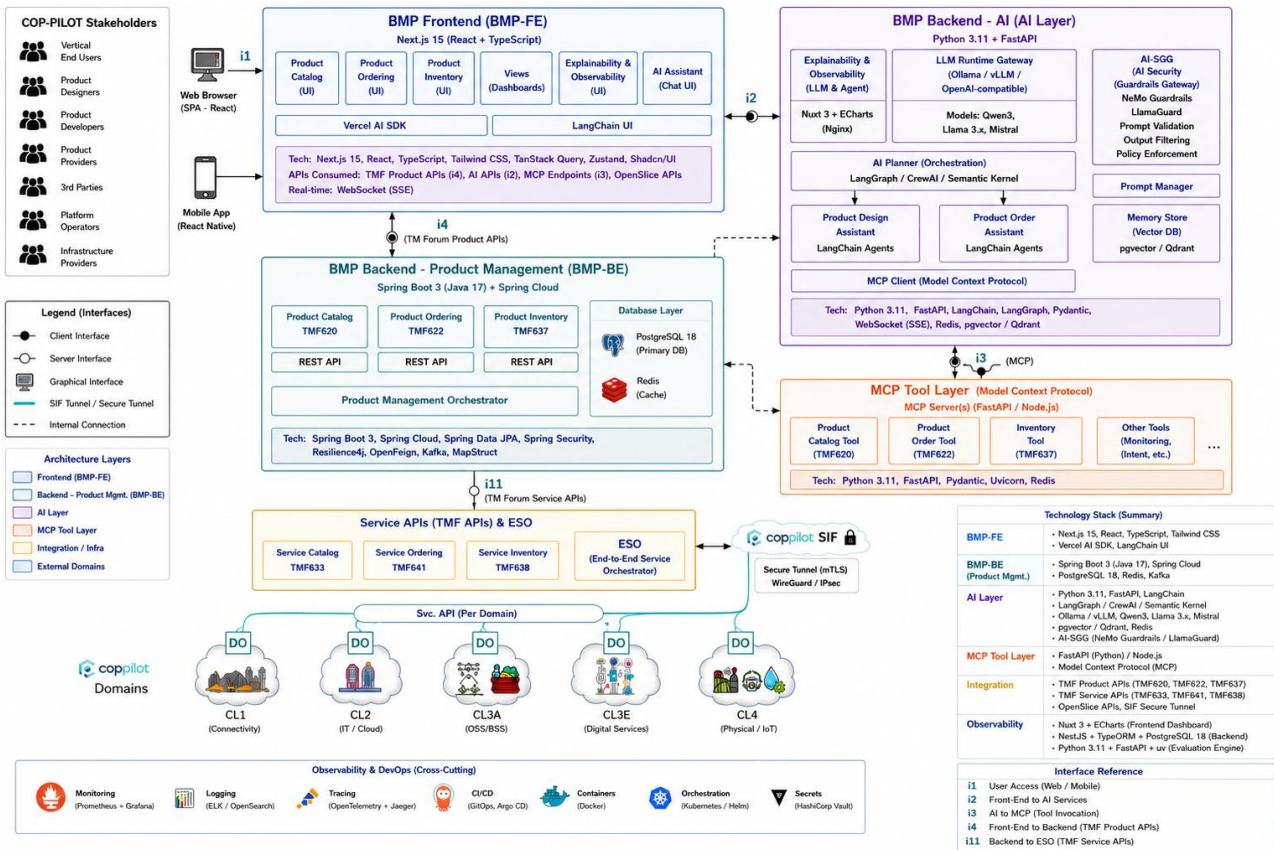 COP-PILOT Stakeholders
Vertical
End Users
Product
Designers
Product
Developers
Product
Providers
3rd Parties
Platform
Operators
Infrastructure
Providers
Legend (Interfaces)
Client Interface
Server Interface
Graphical Interface
SIF Tunnel / Secure Tunnel
Internal Connection
Architecture Layers
Frontend (BMP-FE)
Backend – Product Mgmt. (BMP-BE)
AI Layer
MCP Tool Layer
Integration / Infra
External Domains
i1
Web Browser
(SPA - React)
Mobile App
(React Native)
BMP Frontend (BMP-FE)
Next.js 15 (React + TypeScript)
Product
Catalog
(UI)
Product
Ordering
(UI)
Product
Inventory
(UI)
Views
(Dashboards)
Explainability &
Observability
(UI)
AI Assistant
(Chat UI)
Vercel AI SDK
LangChain UI
Tech: Next.js 15, React, TypeScript, Tailwind CSS, TanStack Query, Zustand, Shadcn/UI
APIs Consumed: TMF Product APIs (i4), AI APIs (i2), MCP Endpoints (i3), OpenSlice APIs
Real-time: WebSocket (SSE)
i2
i4
(TM Forum Product APIs)
BMP Backend - AI (AI Layer)
Python 3.11 + FastAPI
Explainability &
Observability
(LLM & Agent)
Nuxt 3 + ECharts
(Nginx)
LLM Runtime Gateway
(Ollama / vLLM /
OpenAI-compatible)
Models: Qwen3,
Llama 3.x, Mistral
AI-SGG
(AI Security
(Guardrails Gateway)
NeMo Guardrails
LlamaGuard
Prompt Validation
Output Filtering
Policy Enforcement
AI Planner (Orchestration)
LangGraph / CrewAI / Semantic Kernel
Prompt Manager
Product Design
Assistant
LangChain Agents
Product Order
Assistant
LangChain Agents
Memory Store
(Vector DB)
pgvector / Qdrant
MCP Client (Model Context Protocol)
Tech: Python 3.11, FastAPI, LangChain, LangGraph, Pydantic,
WebSocket (SSE), Redis, pgvector / Qdrant
i3
(MCP)
BMP Backend - Product Management (BMP-BE)
Spring Boot 3 (Java 17) + Spring Cloud
Product Catalog
TMF620
Product Ordering
TMF622
Product Inventory
TMF637
REST API
REST API
REST API
Product Management Orchestrator
Database Layer
PostgreSQL 18
(Primary DB)
Redis
(Cache)
Tech: Spring Boot 3, Spring Cloud, Spring Data JPA, Spring Security,
Resilience4j, OpenFeign, Kafka, MapStruct
MCP Tool Layer (Model Context Protocol)
MCP Server(s) (FastAPI / Node.js)
Product
Catalog Tool
(TMF620)
Product
Order Tool
(TMF622)
Inventory
Tool
(TMF637)
Other Tools
(Monitoring,
(Intent, etc.)
...
Tech: Python 3.11, FastAPI, Pydantic, Uvicorn, Redis
i11
(TM Forum Service APIs)
Service APIs (TMF APIs) & ESO
Service Catalog
TMF633
Service Ordering
TMF641
Service Inventory
TMF638
ESO
(End-to-End Service
Orchestrator)
coppilot SIF
Secure Tunnel (mTLS)
WireGuard / IPsec
Svc. API (Per Domain)
DO
DO
DO
DO
DO
coppilot
Domains
CL1
(Connectivity)
CL2
(IT / Cloud)
CL3A
(OSS/BSS)
CL3E
(Digital Services)
CL4
(Physical / IoT)
Technology Stack (Summary)
BMP-FE
• Next.js 15, React, TypeScript, Tailwind CSS
• Vercel AI SDK, LangChain UI
BMP-BE
(Product Mgmt.)
• Spring Boot 3 (Java 17), Spring Cloud
• PostgreSQL 18, Redis, Kafka
AI Layer
• Python 3.11, FastAPI, LangChain
• LangGraph / CrewAI / Semantic Kernel
• Ollama / vLLM, Qwen3, Llama 3.x, Mistral
• pgvector / Qdrant, Redis
• AI-SGG (NeMo Guardrails / LlamaGuard)
MCP Tool Layer
• FastAPI (Python) / Node.js
• Model Context Protocol (MCP)
Integration
• TMF Product APIs (TMF620, TMF622, TMF637)
• TMF Service APIs (TMF633, TMF641, TMF638)
• OpenSlice APIs, SIF Secure Tunnel
Observability
• Nuxt 3 + ECharts (Frontend Dashboard)
• NestJS + TypeORM + PostgreSQL 18 (Backend)
• Python 3.11 + FastAPI + uv (Evaluation Engine)
Interface Reference
i1 User Access (Web / Mobile)
i2 Front-End to AI Services
i3 AI to MCP (Tool Invocation)
i4 Front-End to Backend (TMF Product APIs)
i11 Backend to ESO (TMF Service APIs)
Observability & DevOps (Cross-Cutting)
Monitoring
(Prometheus + Grafana)
Logging
(ELK / OpenSearch)
Tracing
(OpenTelemetry + Jaeger)
CI/CD
(GitOps, Argo CD)
Containers
(Docker)
Orchestration
(Kubernetes / Helm)
Secrets
(HashiCorp Vault)